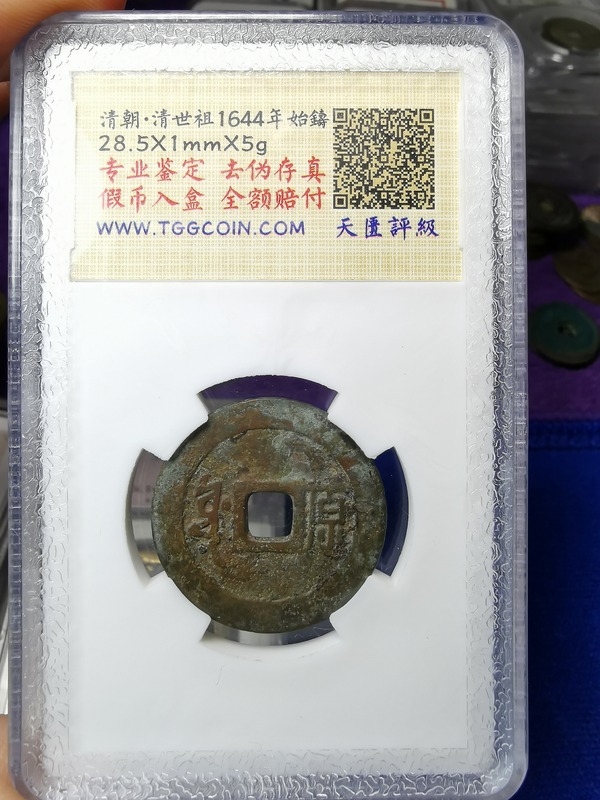 清朝·清世祖1644年始鑄
28.5X1mmX5g
专业鉴定 去伪存真
假币入盒 全额赔付
WWW.TGGCOIN.COM 天匱評級
原